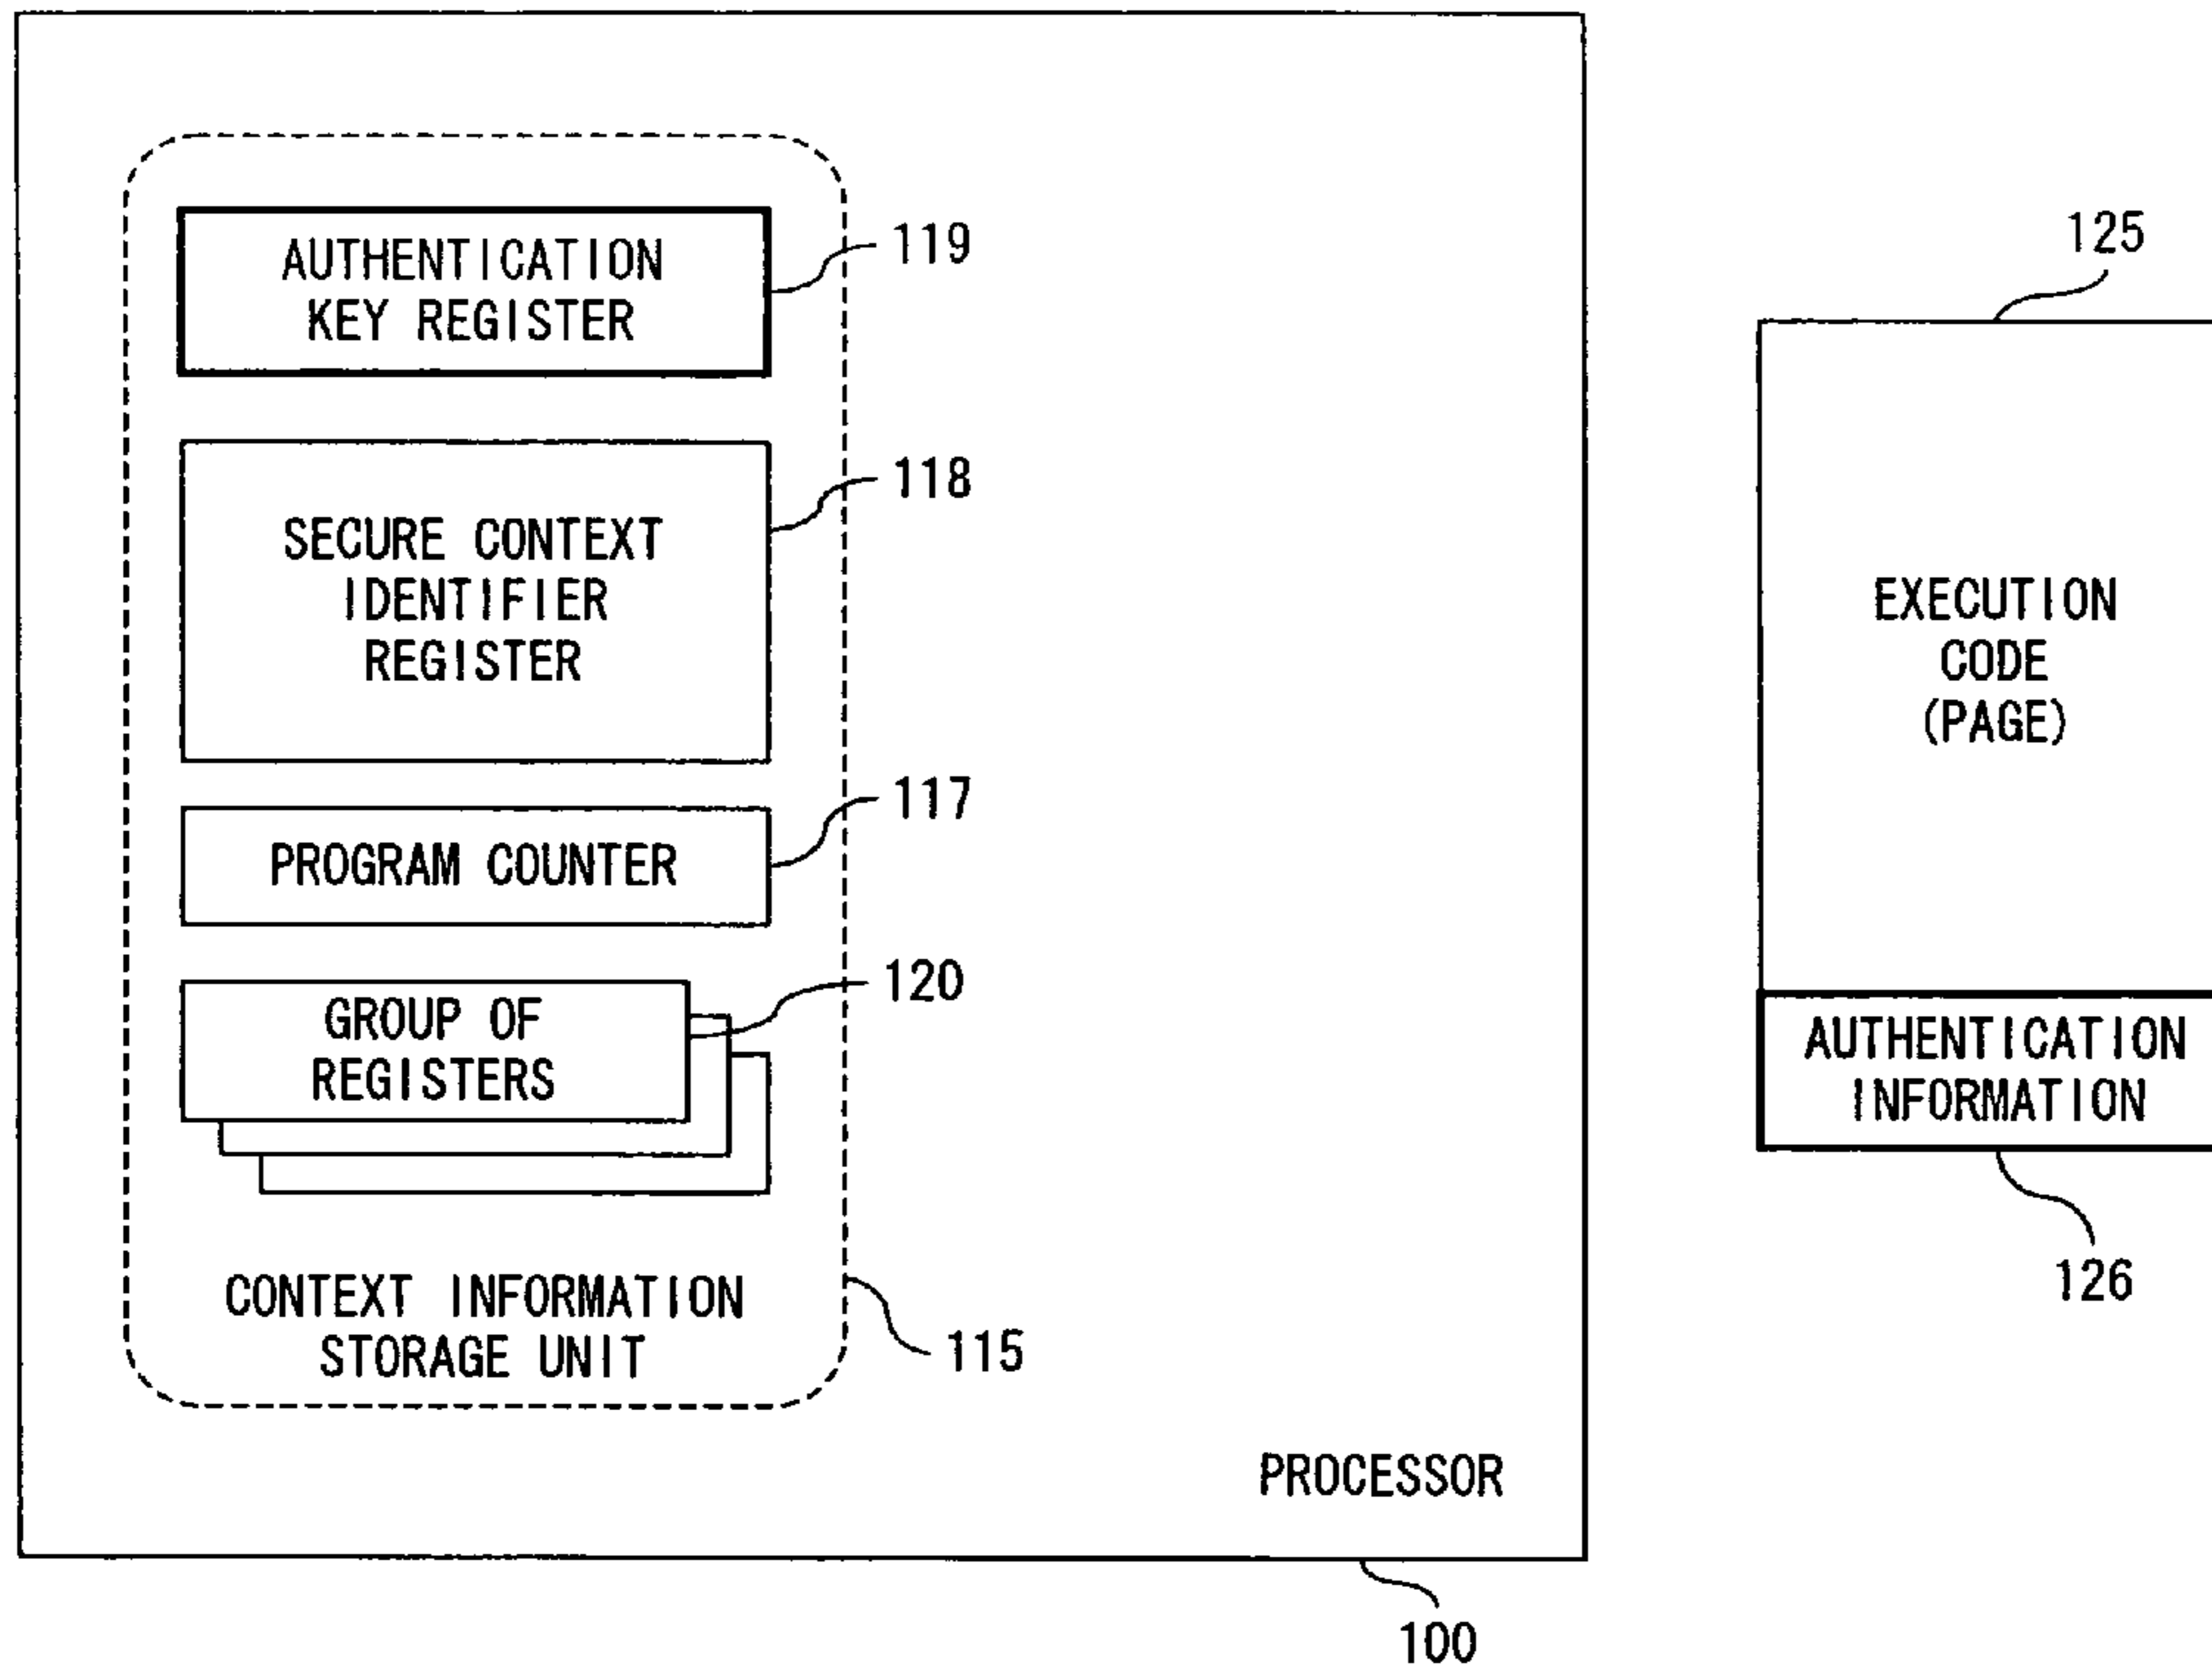 AUTHENTICATION
KEY REGISTER
119
SECURE CONTEXT
IDENTIFIER
REGISTER
118
PROGRAM COUNTER
117
GROUP OF
REGISTERS
120
CONTEXT INFORMATION
STORAGE UNIT
115
PROCESSOR
100
125
EXECUTION
CODE
(PAGE)
AUTHENTICATION
INFORMATION
126